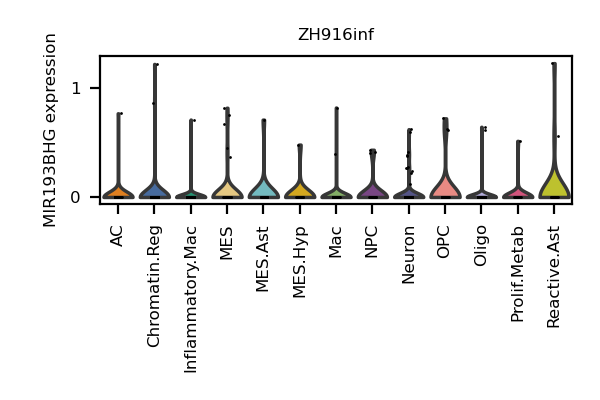 ZH916inf
MIR193BHG expression
1
0
AC
Chromatin.Reg
Inflammatory.Mac
MES
MES.Ast
MES.Hyp
Mac
NPC
Neuron
OPC
Oligo
Prolif.Metab
Reactive.Ast